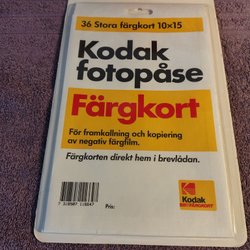 36 Stora färgkort 10×15
Kodak
fotopåse
Färgkort
För framkallning och kopiering
av negativ färgfilm.
Färgkorten direkt hem i brevlådan.
Pris:
Kodak